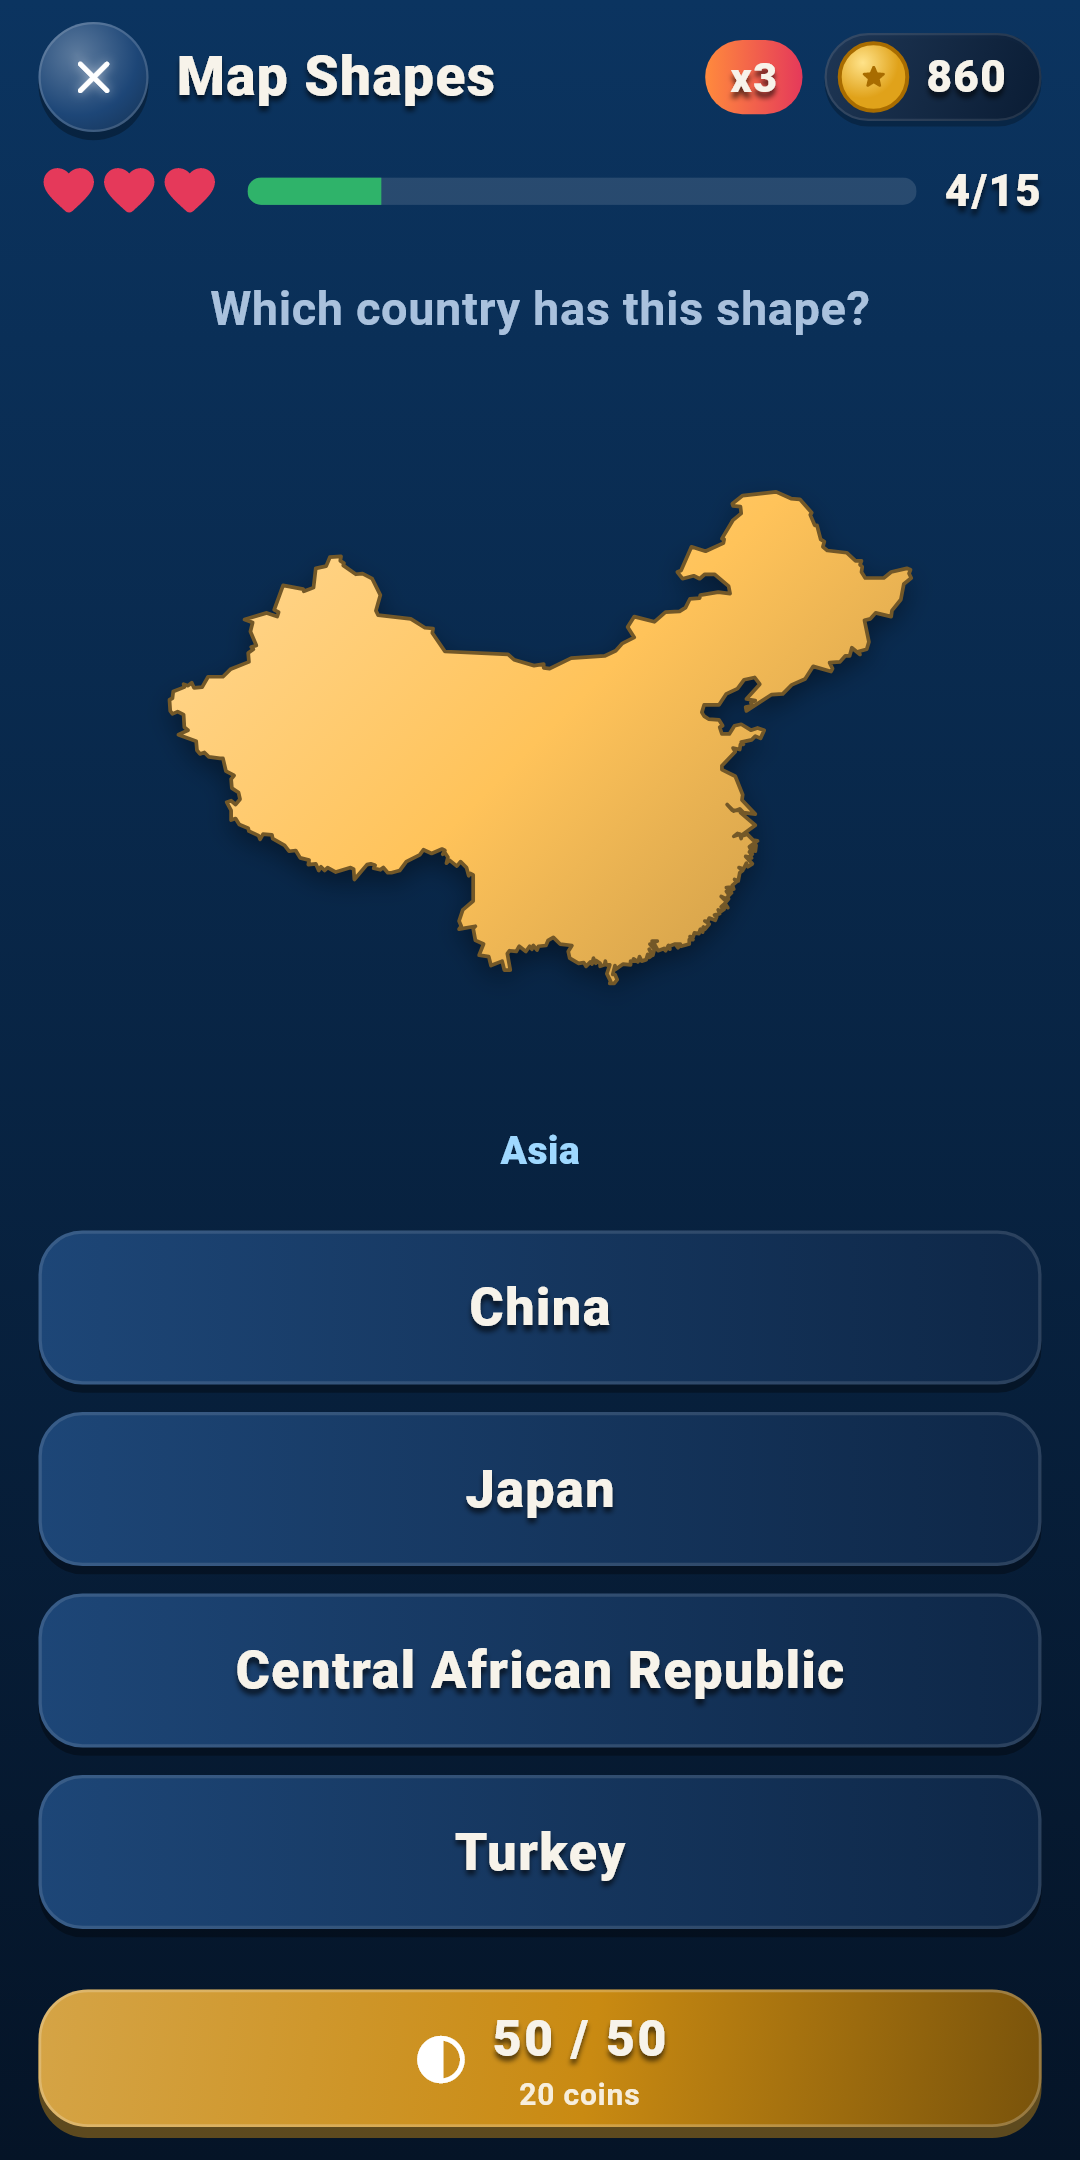 Map Shapes
x3
860
4/15
Which country has this shape?
Asia
China
Japan
Central African Republic
Turkey
50 / 50
20 coins